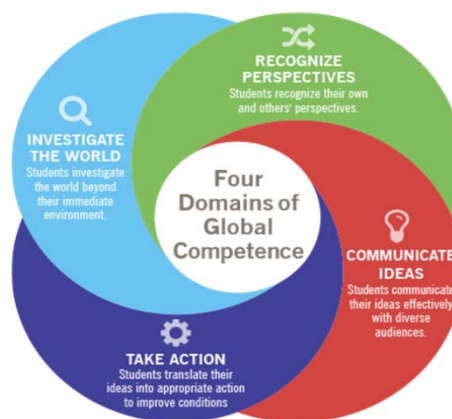 RECOGNIZE
PERSPECTIVES
Students recognize their own
and others' perspectives.
INVESTIGATE
THE WORLD
Students investigate
the world beyond
their immediate
environment.
Four
Domains of
Global
Competence
COMMUNICATE
IDEAS
Students communicate
their ideas effectively
with diverse
audiences.
TAKE ACTION
Students translate their
ideas into appropriate action
to improve conditions